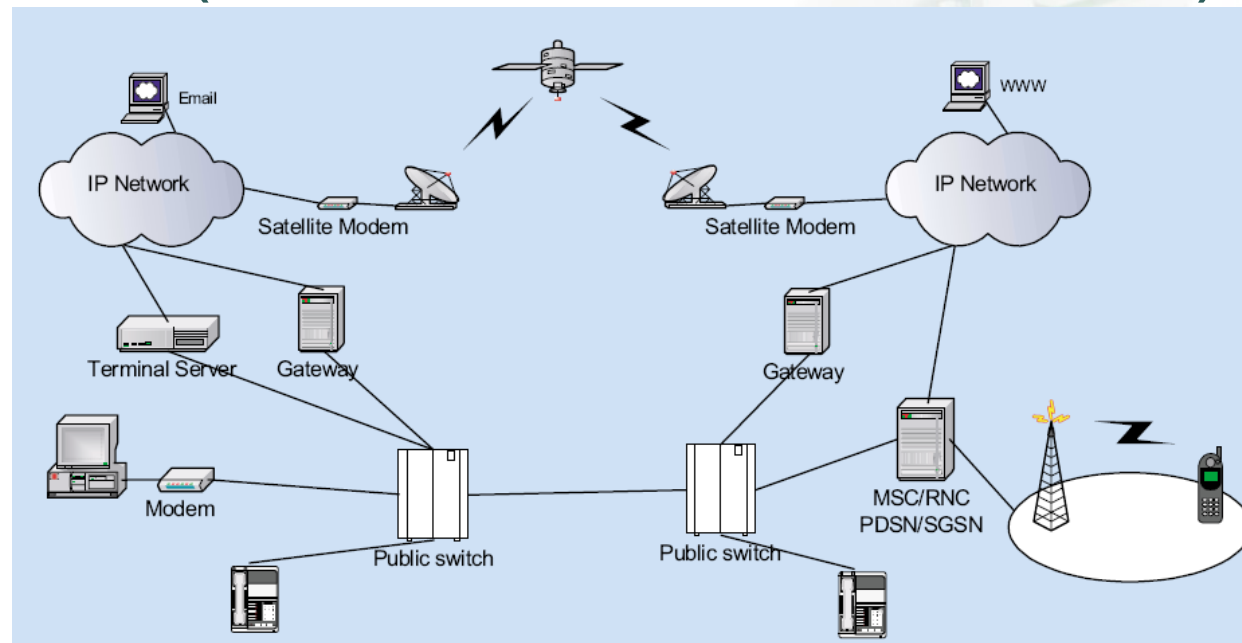 Email
WWW
IP Network
IP Network
Satellite Modem
Satellite Modem
Terminal Server
Gateway
Gateway
Modem
MSC/RNC
PDSN/SGSN
Public switch
Public switch